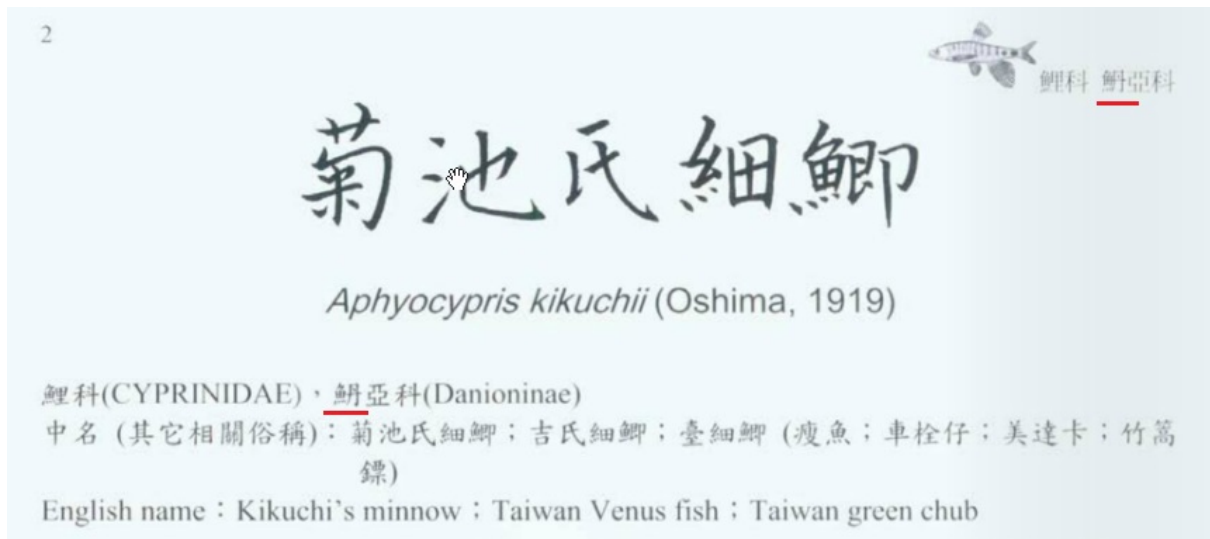 2
鯉科 鿕亞科
菊池氏細鯽
Aphyocypris kikuchii (Oshima, 1919)
鯉科(CYPRINIDAE)，鿕亞科(Danioninae)
中名 (其它相關俗稱)：菊池氏細鯽；吉氏細鯽；臺細鯽 (瘦魚；車栓仔；美達卡；竹篙
鏢)
English name：Kikuchi's minnow；Taiwan Venus fish；Taiwan green chub